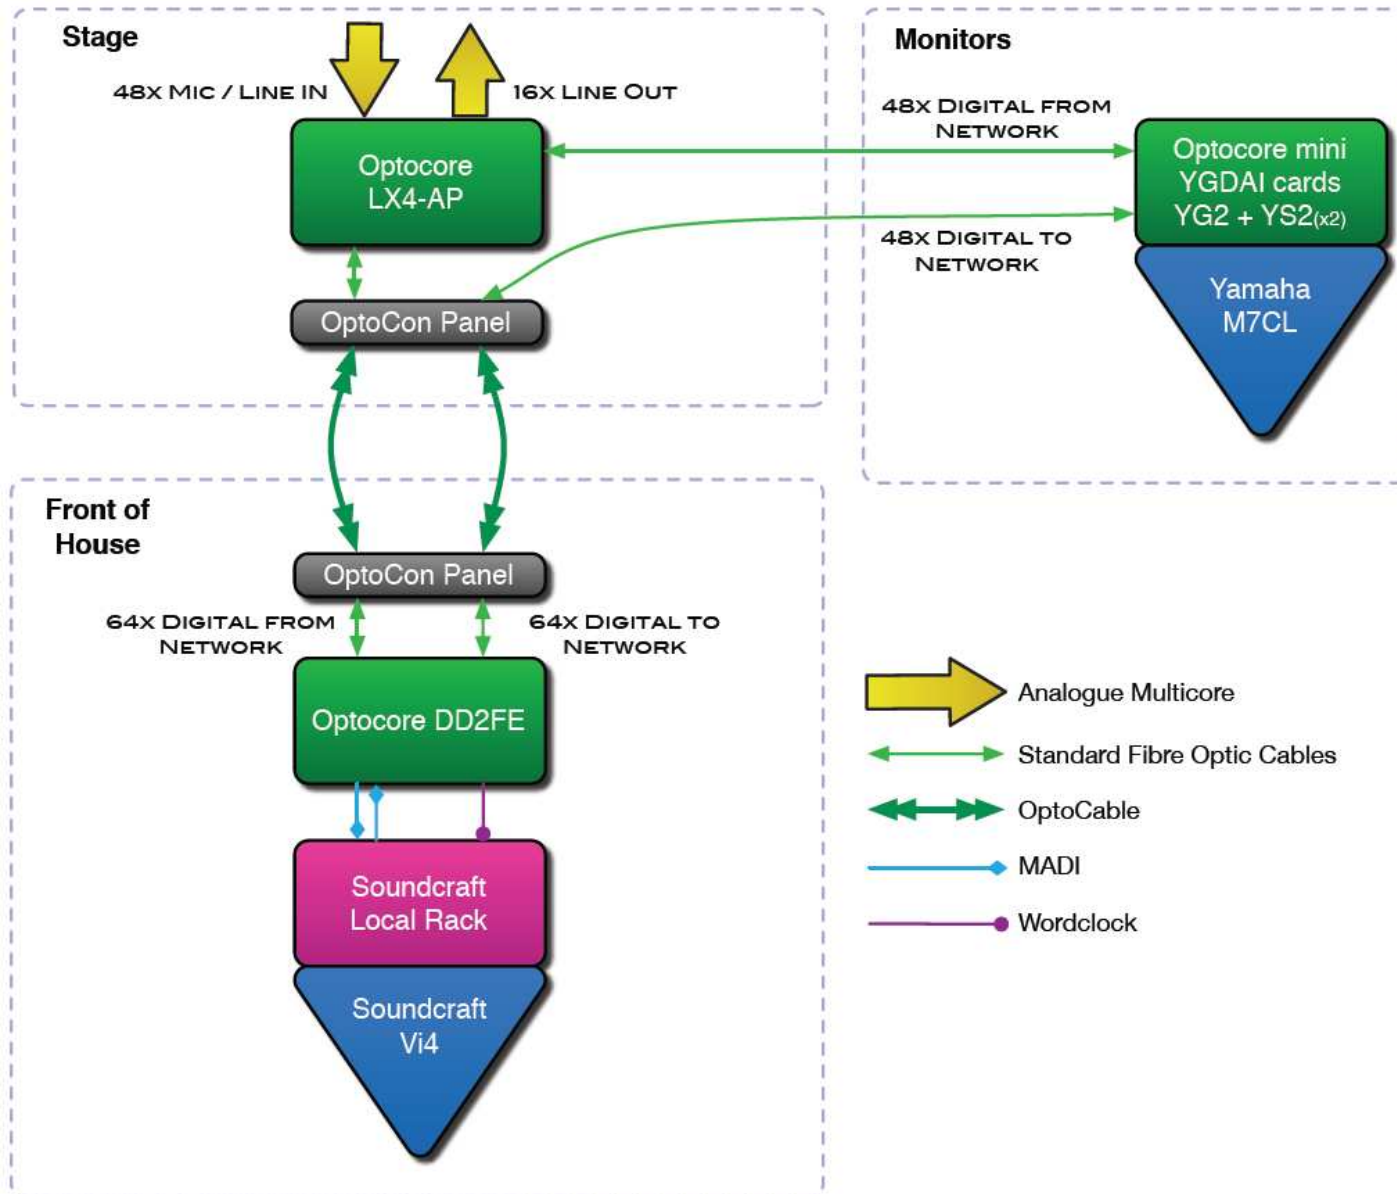 Stage
48x Mic / Line IN
16x Line Out
Optocore
LX4-AP
OptoCon Panel
Monitors
48x Digital from
Network
48x Digital to
Network
Optocore mini
YGDAI cards
YG2 + YS2(x2)
Yamaha
M7CL
Front of
House
OptoCon Panel
64x Digital from
Network
64x Digital to
Network
Optocore DD2FE
Soundcraft
Local Rack
Soundcraft
Vi4
Analogue Multicore
Standard Fibre Optic Cables
OptoCable
MADI
Wordclock